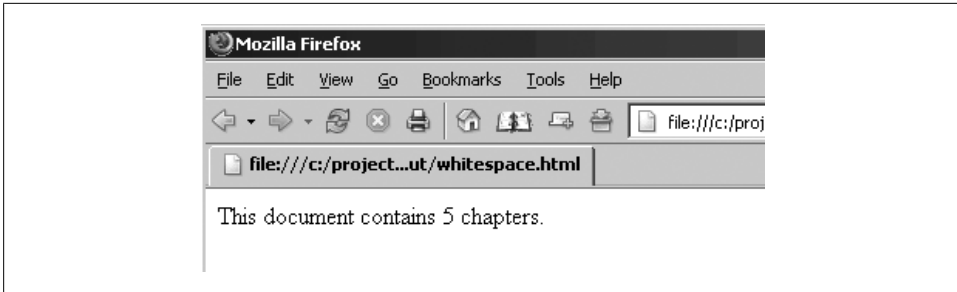 Mozilla Firefox
File Edit View Go Bookmarks Tools Help
file:///c:/proj
file:///c:/project...ut/whitespace.html
This document contains 5 chapters.